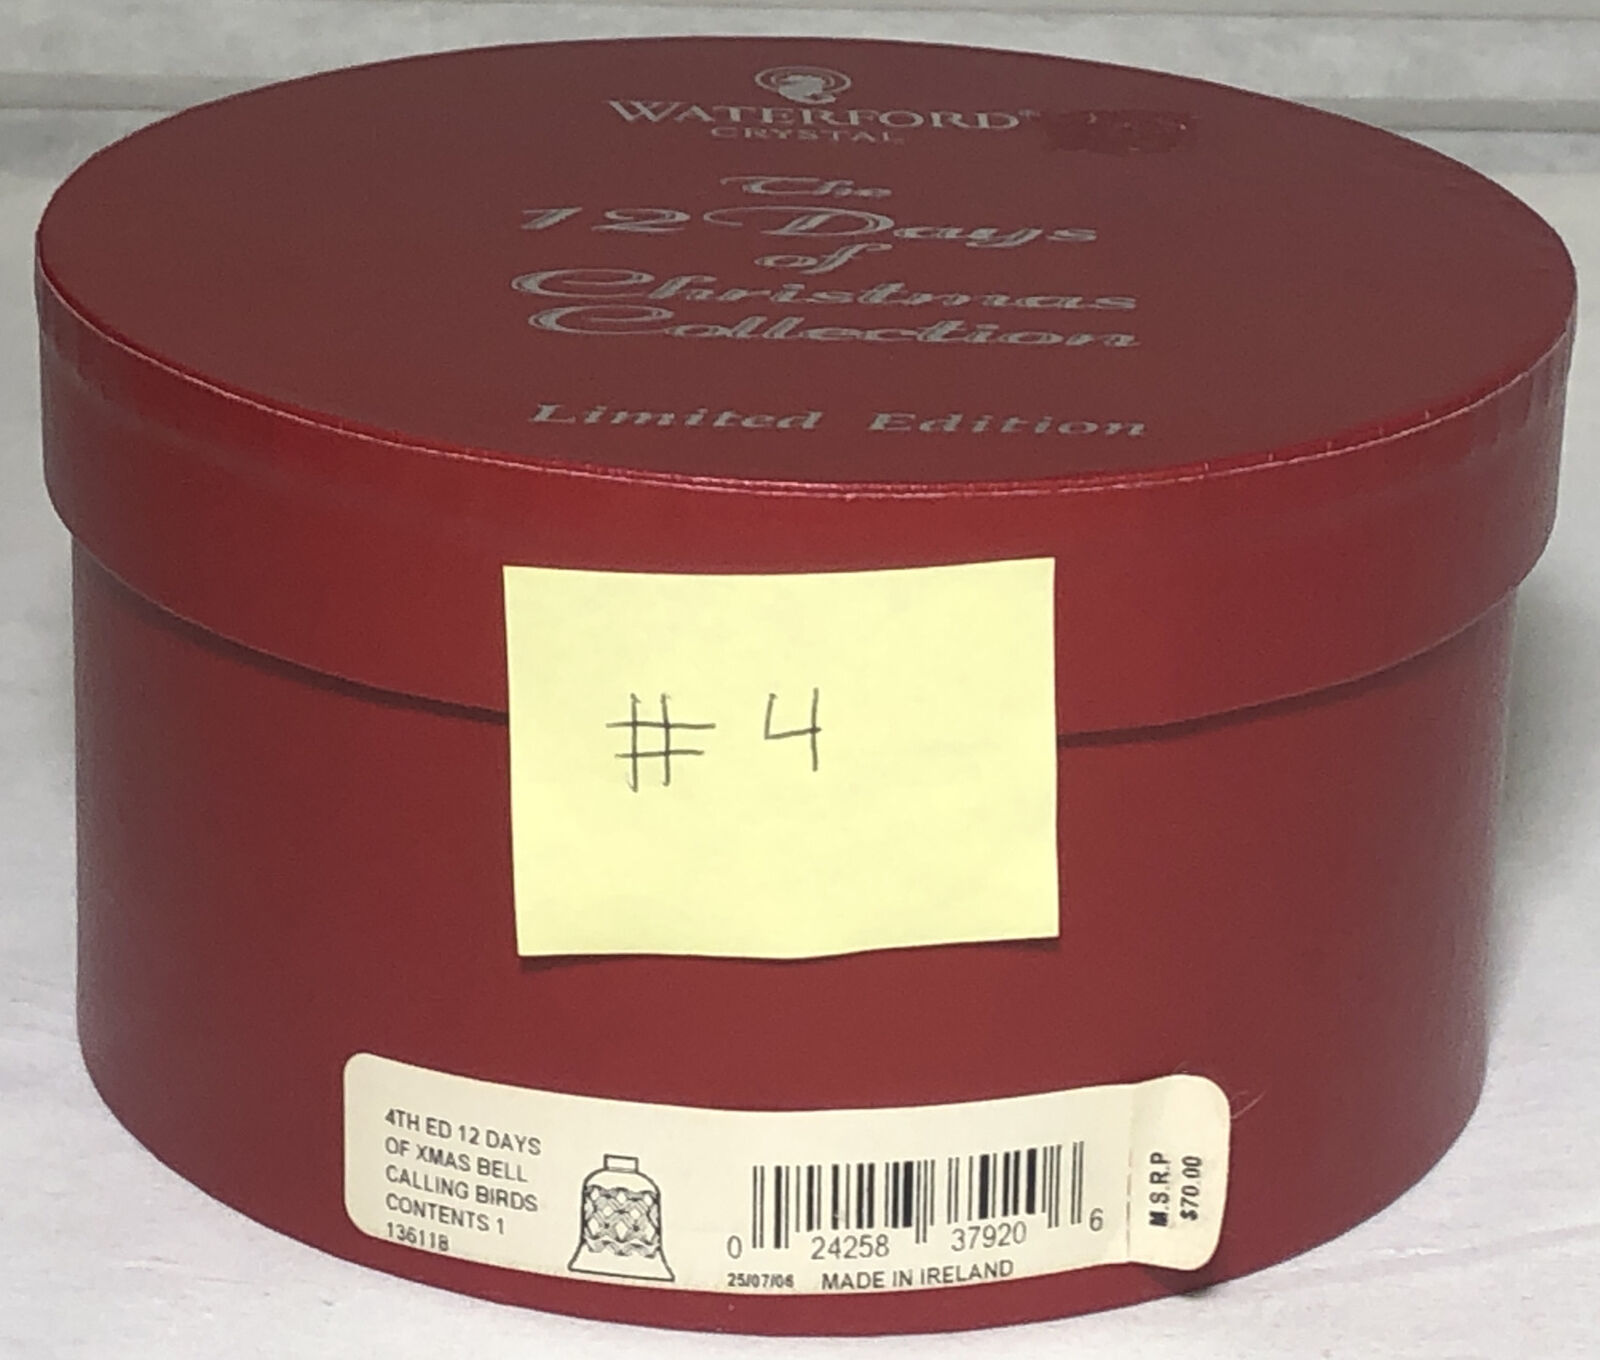 WATERFORD®
CRYSTAL
The
12 Days
of
Christmas
Collection
Limited Edition
# 4
4TH ED 12 DAYS
OF XMAS BELL
CALLING BIRDS
CONTENTS 1
136118
0 24258 37920 6
25/07/06 MADE IN IRELAND
M.S.R.P
$70.00